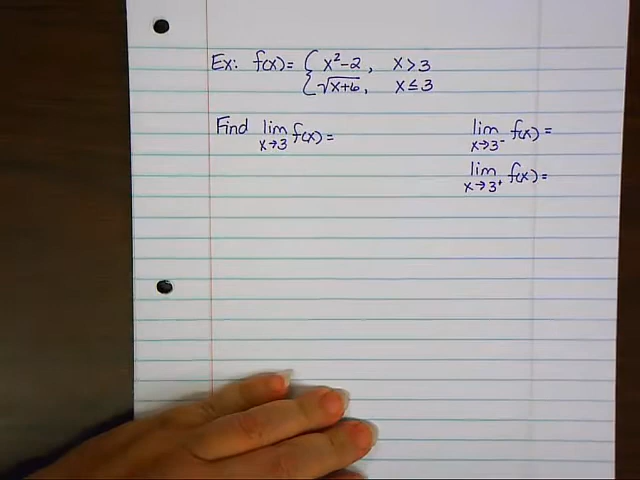 Ex: f(x) = { x²-2, x > 3
√x+6, x ≤ 3
Find lim x→3 f(x) =
lim x→3⁻ f(x) =
lim x→3⁺ f(x) =